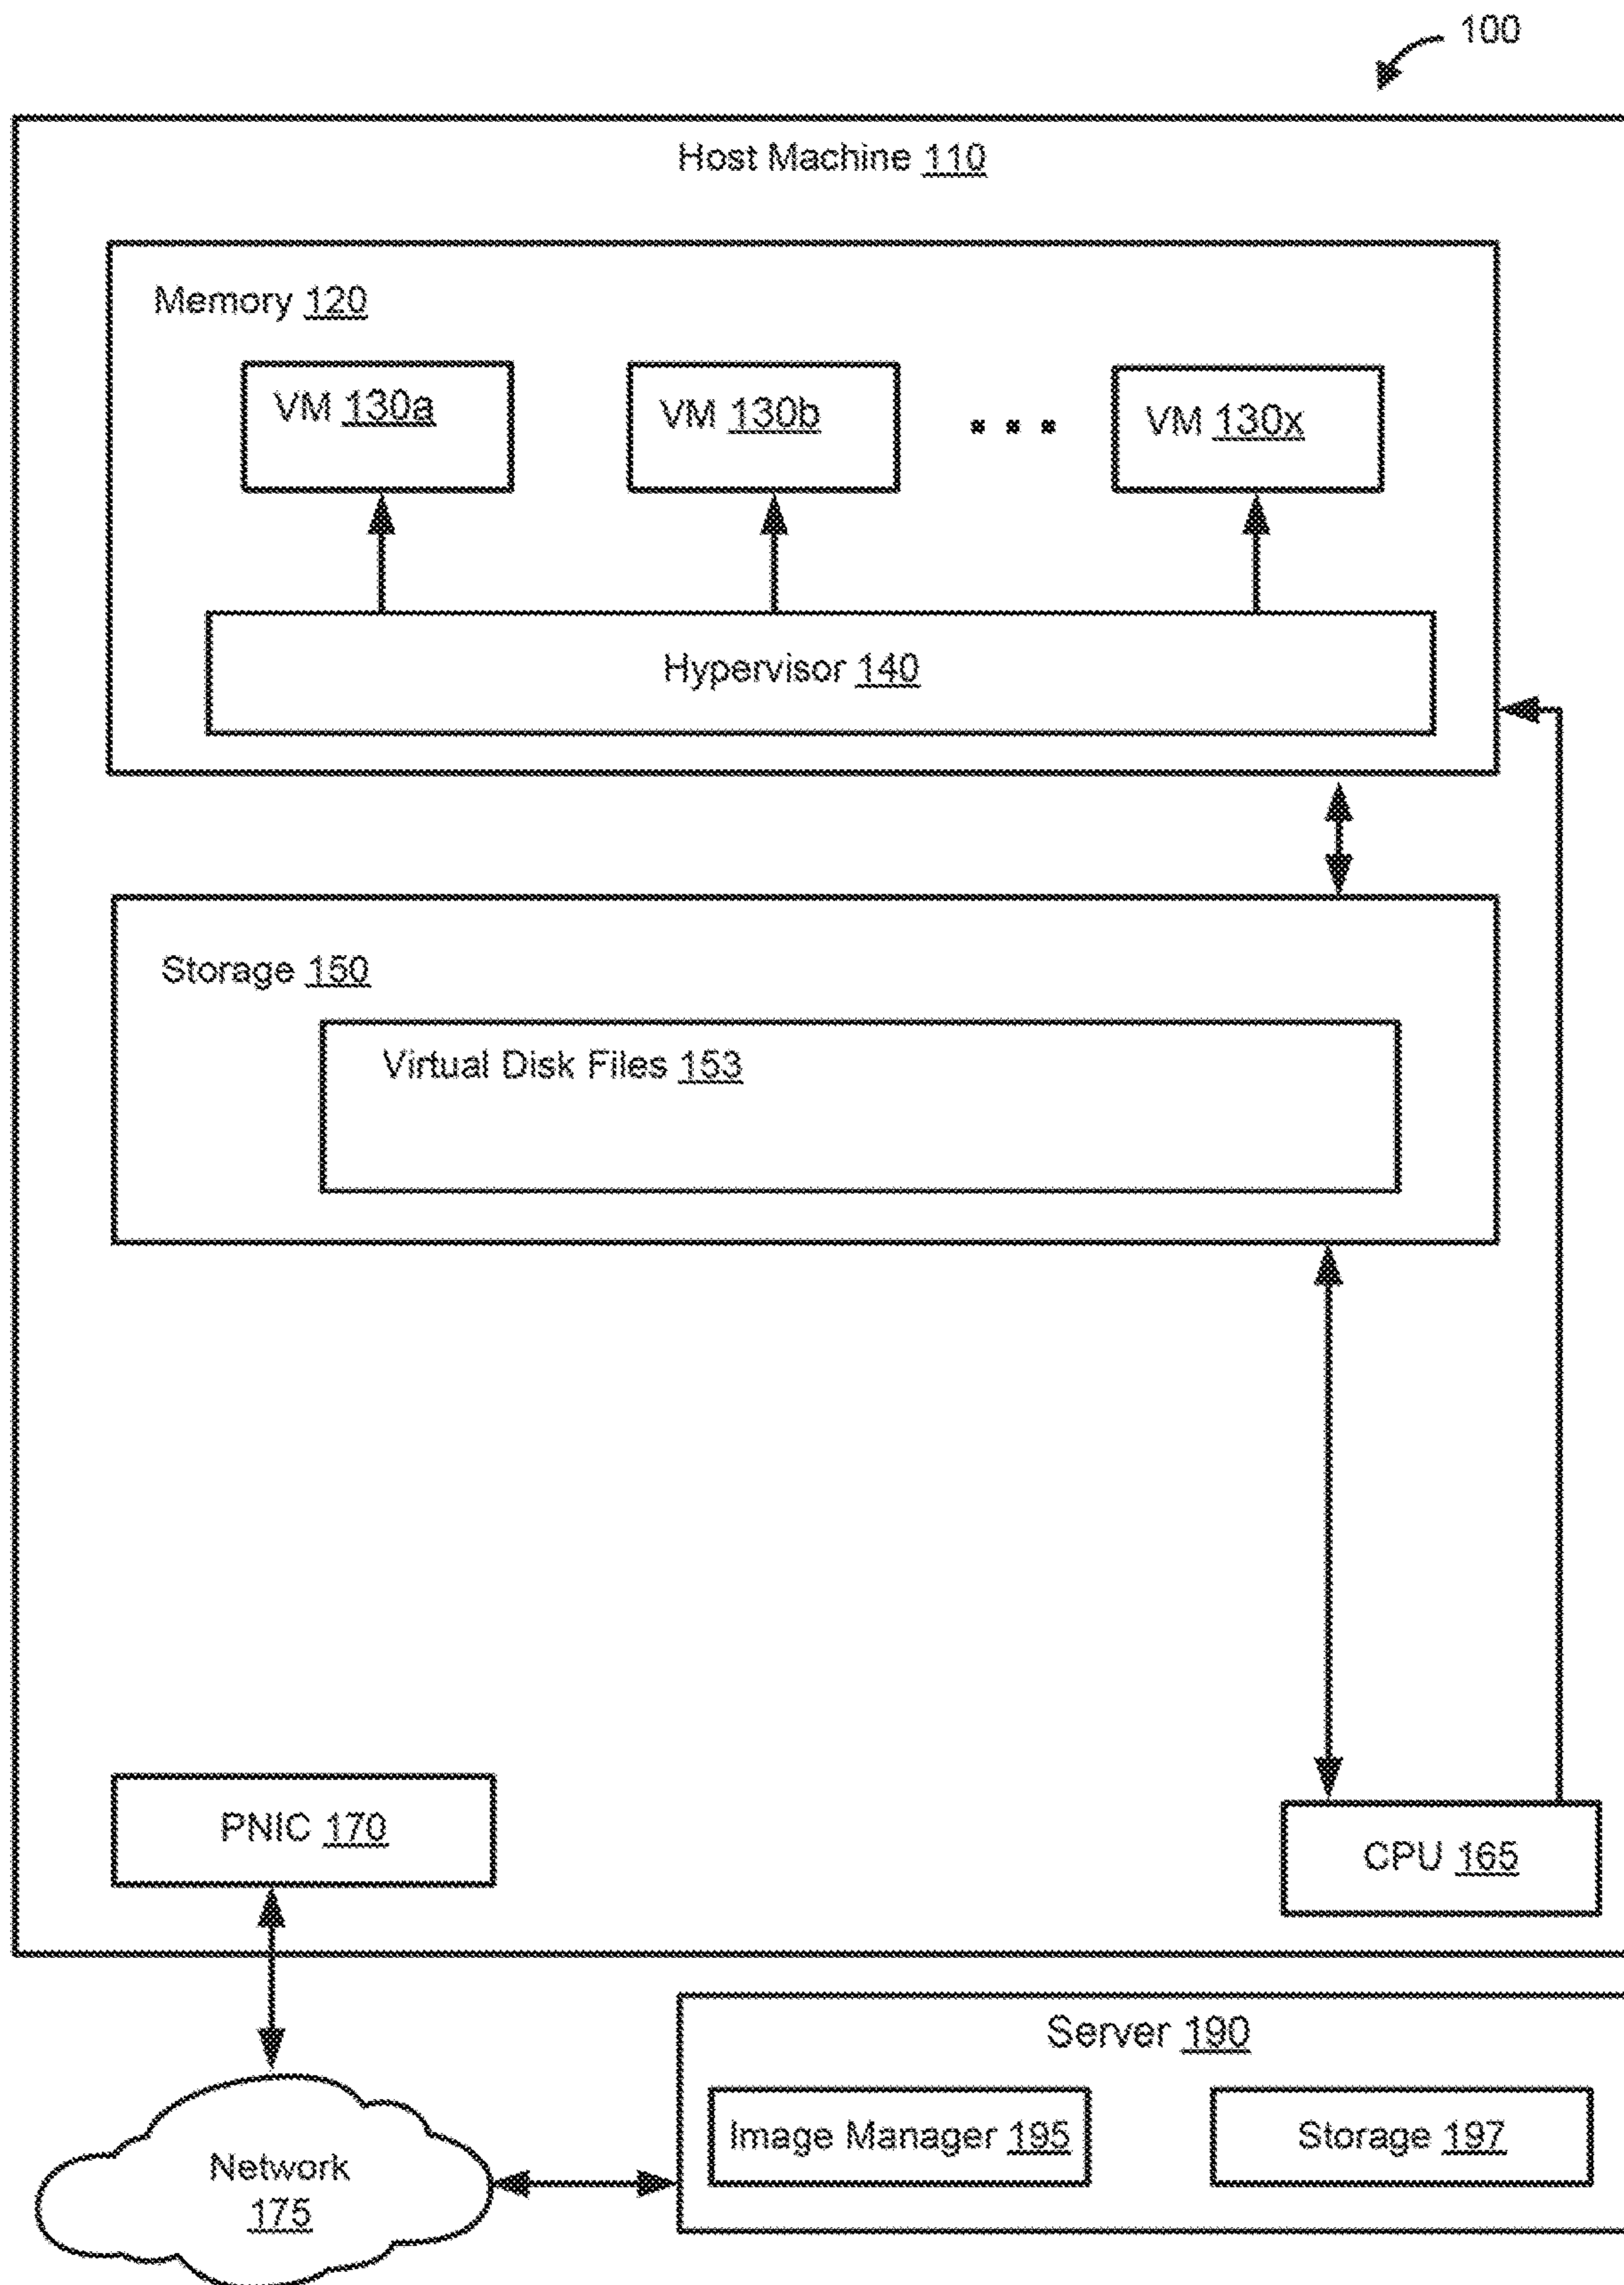 100
Host Machine 110
Memory 120
VM 130a
VM 130b
VM 130x
Hypervisor 140
Storage 150
Virtual Disk Files 153
PNIC 170
CPU 165
Server 190
Image Manager 195
Storage 197
Network
175